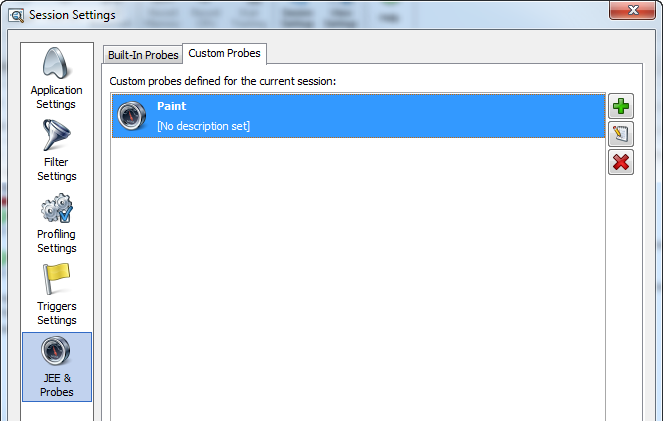 Session Settings
Built-In Probes
Custom Probes
Custom probes defined for the current session:
Paint
[No description set]
Application
Settings
Filter
Settings
Profiling
Settings
Triggers
Settings
JEE &
Probes